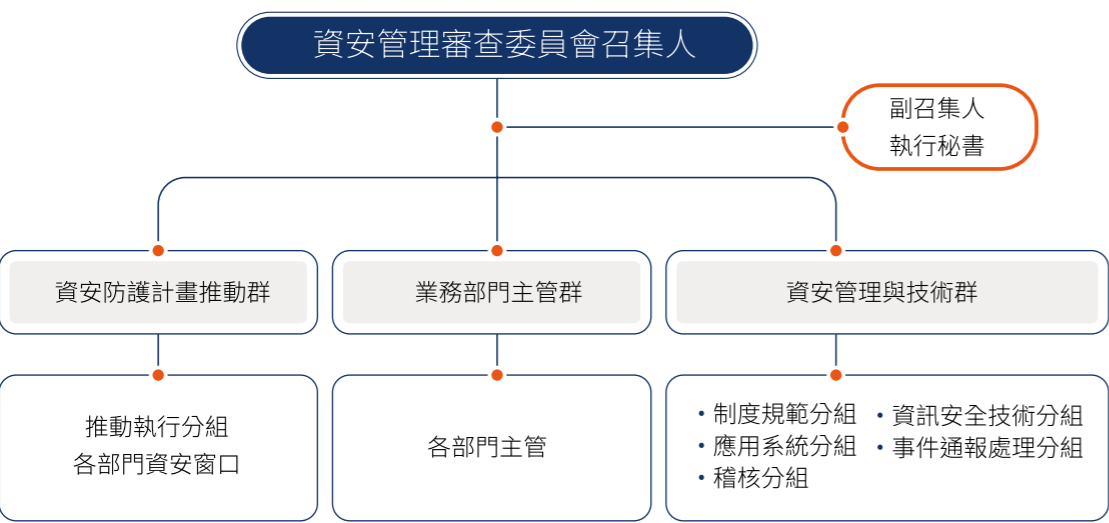 資安管理審查委員會召集人
副召集人
執行秘書
資安防護計畫推動群
業務部門主管群
資安管理與技術群
推動執行分組
各部門資安窗口
各部門主管
・制度規範分組
・應用系統分組
・稽核分組
・資訊安全技術分組
・事件通報處理分組